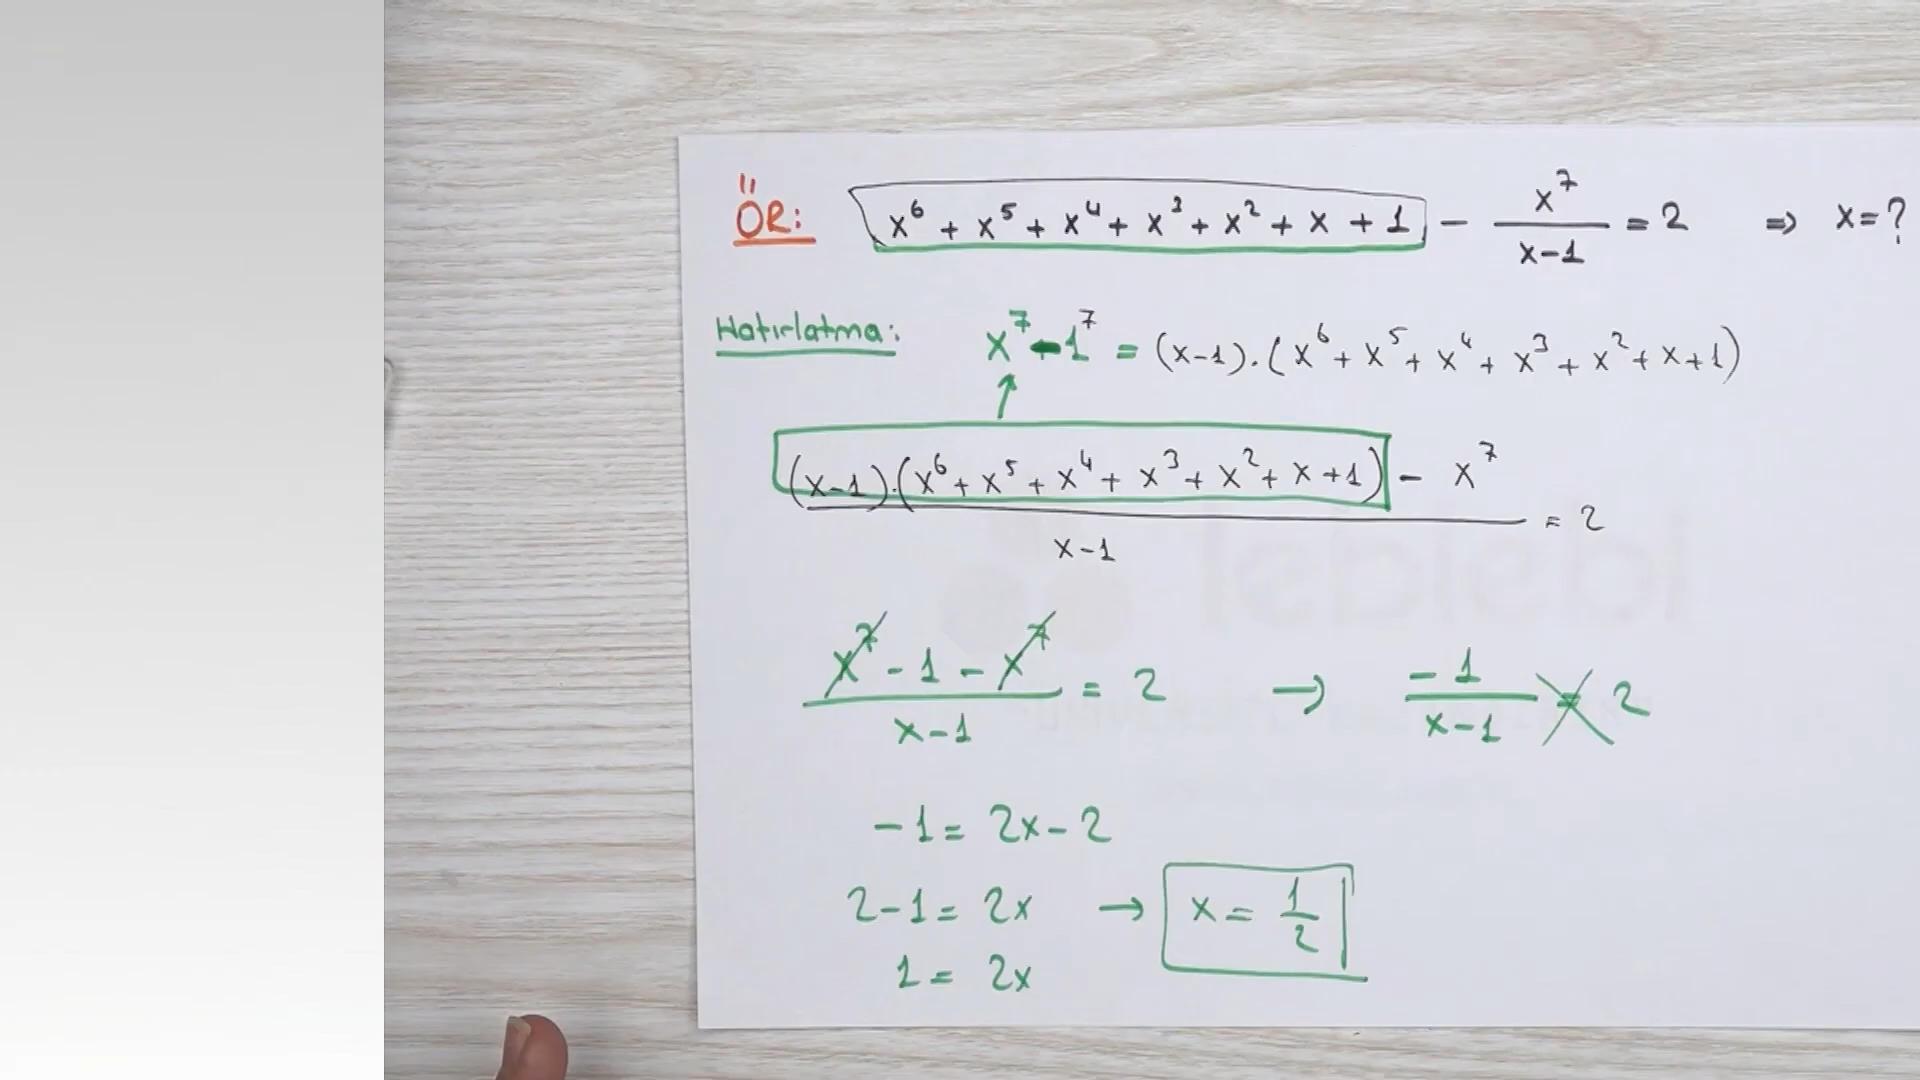 ÖR: x⁶ + x⁵ + x⁴ + x³ + x² + x + 1 - x⁷/(x-1) = 2 ⇒ x = ?
Hatırlatma: x⁷ - 1⁷ = (x-1).(x⁶ + x⁵ + x⁴ + x³ + x² + x + 1)
((x-1).(x⁶ + x⁵ + x⁴ + x³ + x² + x + 1) - x⁷)/(x-1) = 2
(x⁷ - 1 - x⁷)/(x-1) = 2 → -1/(x-1) = 2
-1 = 2x - 2
2-1 = 2x → x = 1/2
1 = 2x